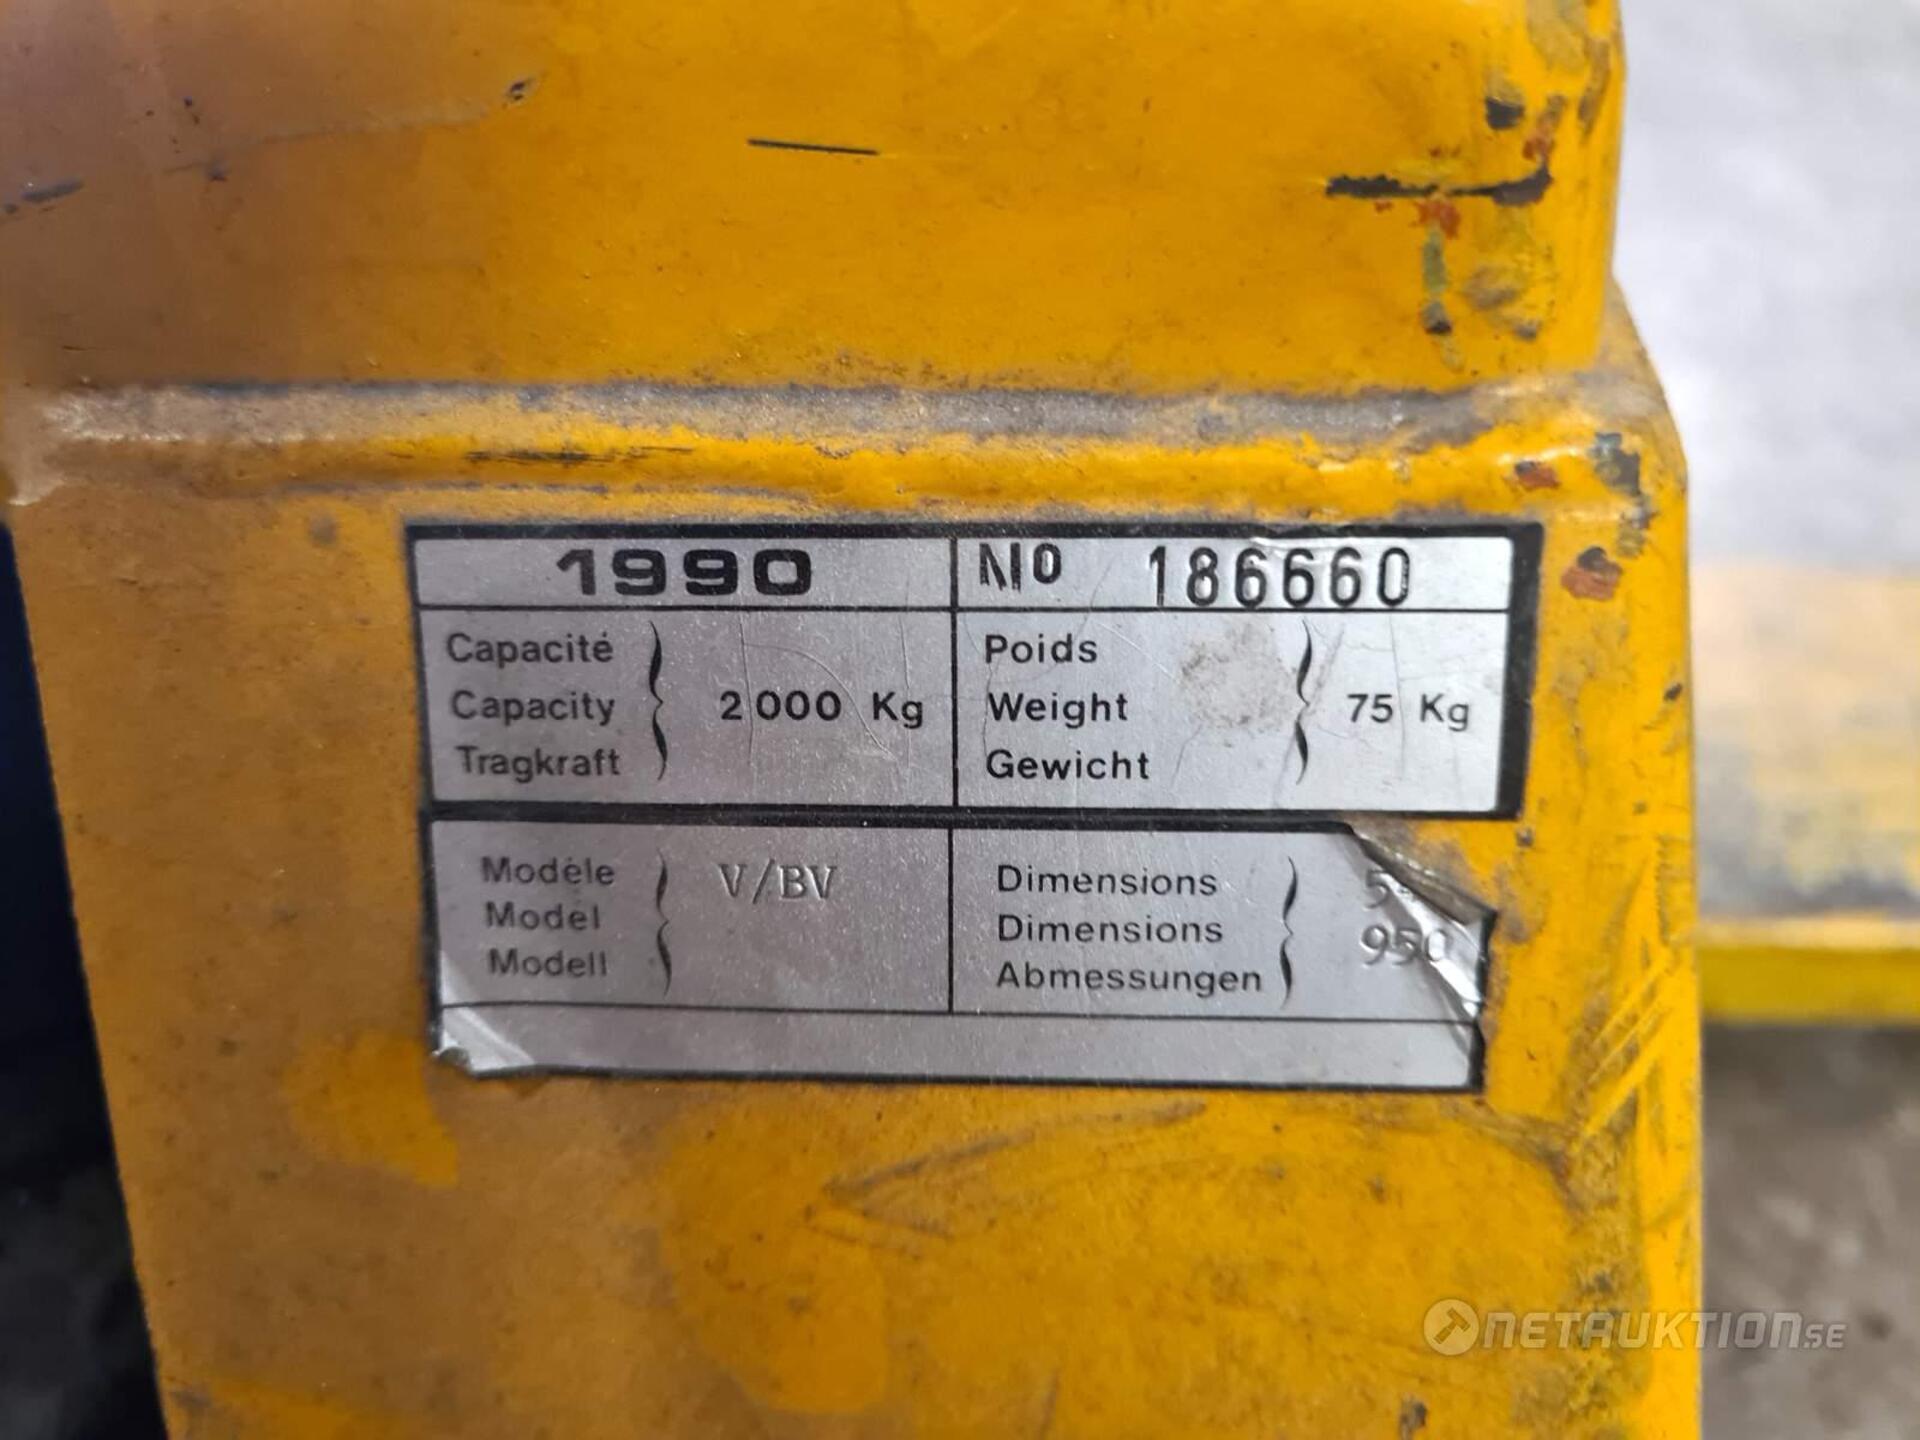 1990
No 186660
Capacité
Capacity 2000 Kg
Tragkraft
Poids
Weight 75 Kg
Gewicht
Modèle V/BV
Model
Modell
Dimensions
Dimensions 950
Abmessungen
NETAUKTION.SE